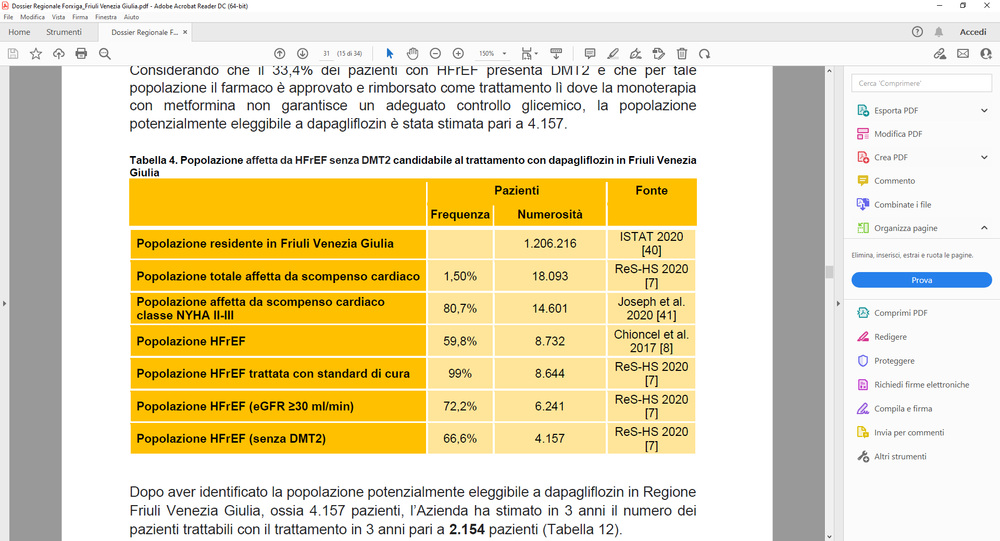 Dossier Regionale Forxiga_Friuli Venezia Giulia.pdf - Adobe Acrobat Reader DC (64-bit)
File Modifica Vista Firma Finestra Aiuto
Home Strumenti Dossier Regionale F... × Accedi
31 (15 di 34) 150%
Considerando che il 33,4% dei pazienti con HFrEF presenta DMT2 e che per tale
popolazione il farmaco è approvato e rimborsato come trattamento lì dove la monoterapia
con metformina non garantisce un adeguato controllo glicemico, la popolazione
potenzialmente eleggibile a dapagliflozin è stata stimata pari a 4.157.
Tabella 4. Popolazione affetta da HFrEF senza DMT2 candidabile al trattamento con dapagliflozin in Friuli Venezia
Giulia
Pazienti Fonte
Frequenza Numerosità
Popolazione residente in Friuli Venezia Giulia 1.206.216 ISTAT 2020
[40]
Popolazione totale affetta da scompenso cardiaco 1,50% 18.093 ReS-HS 2020
[7]
Popolazione affetta da scompenso cardiaco
classe NYHA II-III 80,7% 14.601 Joseph et al.
2020 [41]
Popolazione HFrEF 59,8% 8.732 Chioncel et al.
2017 [8]
Popolazione HFrEF trattata con standard di cura 99% 8.644 ReS-HS 2020
[7]
Popolazione HFrEF (eGFR ≥30 ml/min) 72,2% 6.241 ReS-HS 2020
[7]
Popolazione HFrEF (senza DMT2) 66,6% 4.157 ReS-HS 2020
[7]
Dopo aver identificato la popolazione potenzialmente eleggibile a dapagliflozin in Regione
Friuli Venezia Giulia, ossia 4.157 pazienti, l'Azienda ha stimato in 3 anni il numero dei
pazienti trattabili con il trattamento in 3 anni pari a 2.154 pazienti (Tabella 12).
Cerca 'Comprimere'
Esporta PDF
Modifica PDF
Crea PDF
Commento
Combinate i file
Organizza pagine
Elimina, inserisci, estrai e ruota le pagine.
Prova
Comprimi PDF
Redigere
Proteggere
Richiedi firme elettroniche
Compila e firma
Invia per commenti
Altri strumenti